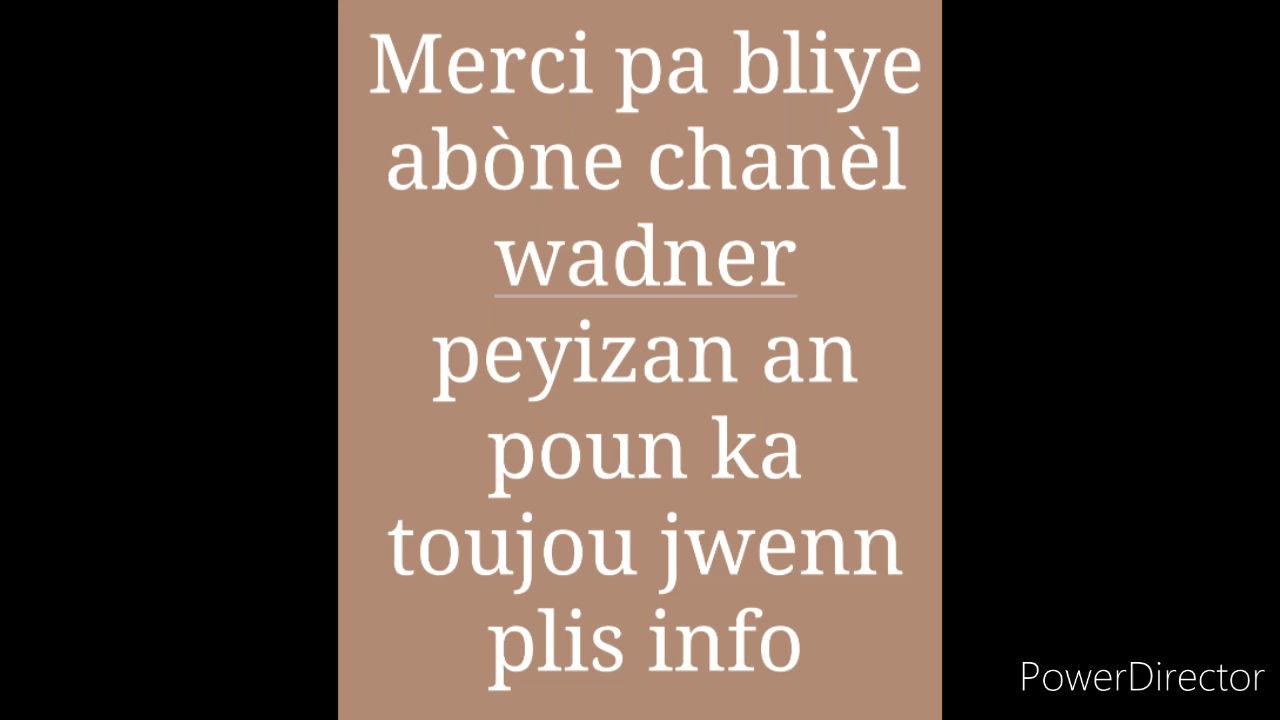 Merci pa bliye
abòne chanèl
wadner
peyizan an
poun ka
toujou jwenn
plis info
PowerDirector